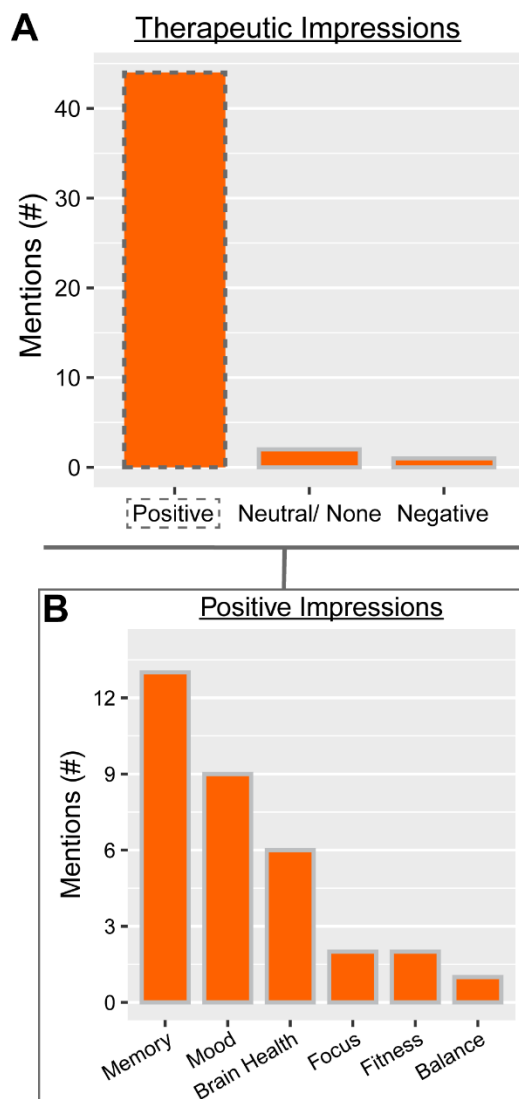 A
Therapeutic Impressions
Mentions (#)
40
30
20
10
0
Positive
Neutral/ None
Negative
B
Positive Impressions
Mentions (#)
12
9
6
3
0
Memory
Mood
Brain Health
Focus
Fitness
Balance